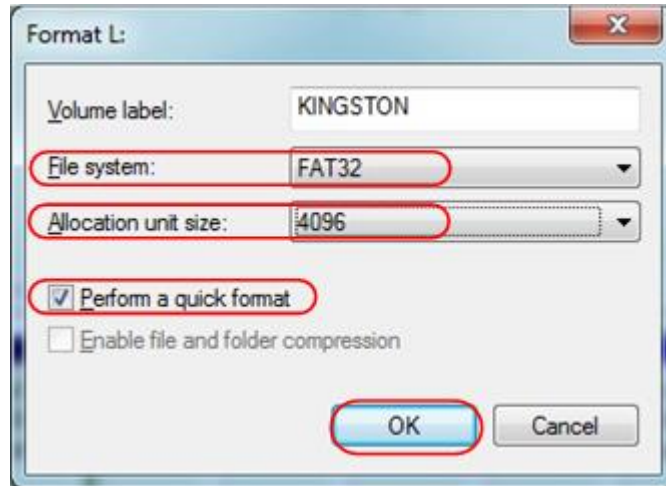 Format L:
Volume label: KINGSTON
File system: FAT32
Allocation unit size: 4096
Perform a quick format
Enable file and folder compression
OK Cancel